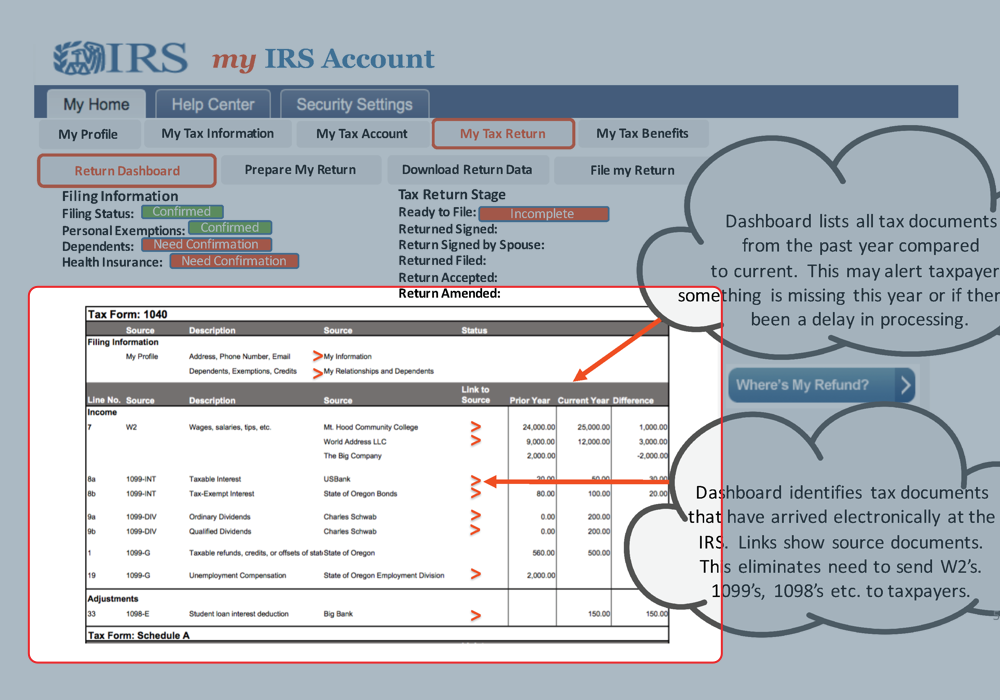 IRS my IRS Account
My Home Help Center Security Settings
My Profile My Tax Information My Tax Account My Tax Return My Tax Benefits
Return Dashboard Prepare My Return Download Return Data File my Return
Filing Information
Filing Status: Confirmed
Personal Exemptions: Confirmed
Dependents: Need Confirmation
Health Insurance: Need Confirmation
Tax Return Stage
Ready to File: Incomplete
Returned Signed:
Return Signed by Spouse:
Returned Filed:
Return Accepted:
Return Amended:
Dashboard lists all tax documents
from the past year compared
to current. This may alert taxpayer
something is missing this year or if ther
been a delay in processing.
Where's My Refund?
Tax Form: 1040
Source Description Source Status
Filing Information
My Profile Address, Phone Number, Email > My Information
Dependents, Exemptions, Credits > My Relationships and Dependents
Link to
Line No. Source Description Source Source Prior Year Current Year Difference
Income
7 W2 Wages, salaries, tips, etc. Mt. Hood Community College > 24,000.00 25,000.00 1,000.00
World Address LLC > 9,000.00 12,000.00 3,000.00
The Big Company 2,000.00 -2,000.00
8a 1099-INT Taxable Interest USBank > 20.00 50.00 30.00
8b 1099-INT Tax-Exempt Interest State of Oregon Bonds > 80.00 100.00 20.00
9a 1099-DIV Ordinary Dividends Charles Schwab > 0.00 200.00
9b 1099-DIV Qualified Dividends Charles Schwab > 0.00 200.00
1 1099-G Taxable refunds, credits, or offsets of stat State of Oregon 560.00 500.00
19 1099-G Unemployment Compensation State of Oregon Employment Division > 2,000.00
Adjustments
33 1098-E Student loan interest deduction Big Bank > 150.00 150.00
Tax Form: Schedule A
Dashboard identifies tax documents
that have arrived electronically at the
IRS. Links show source documents.
This eliminates need to send W2's.
1099's, 1098's etc. to taxpayers.